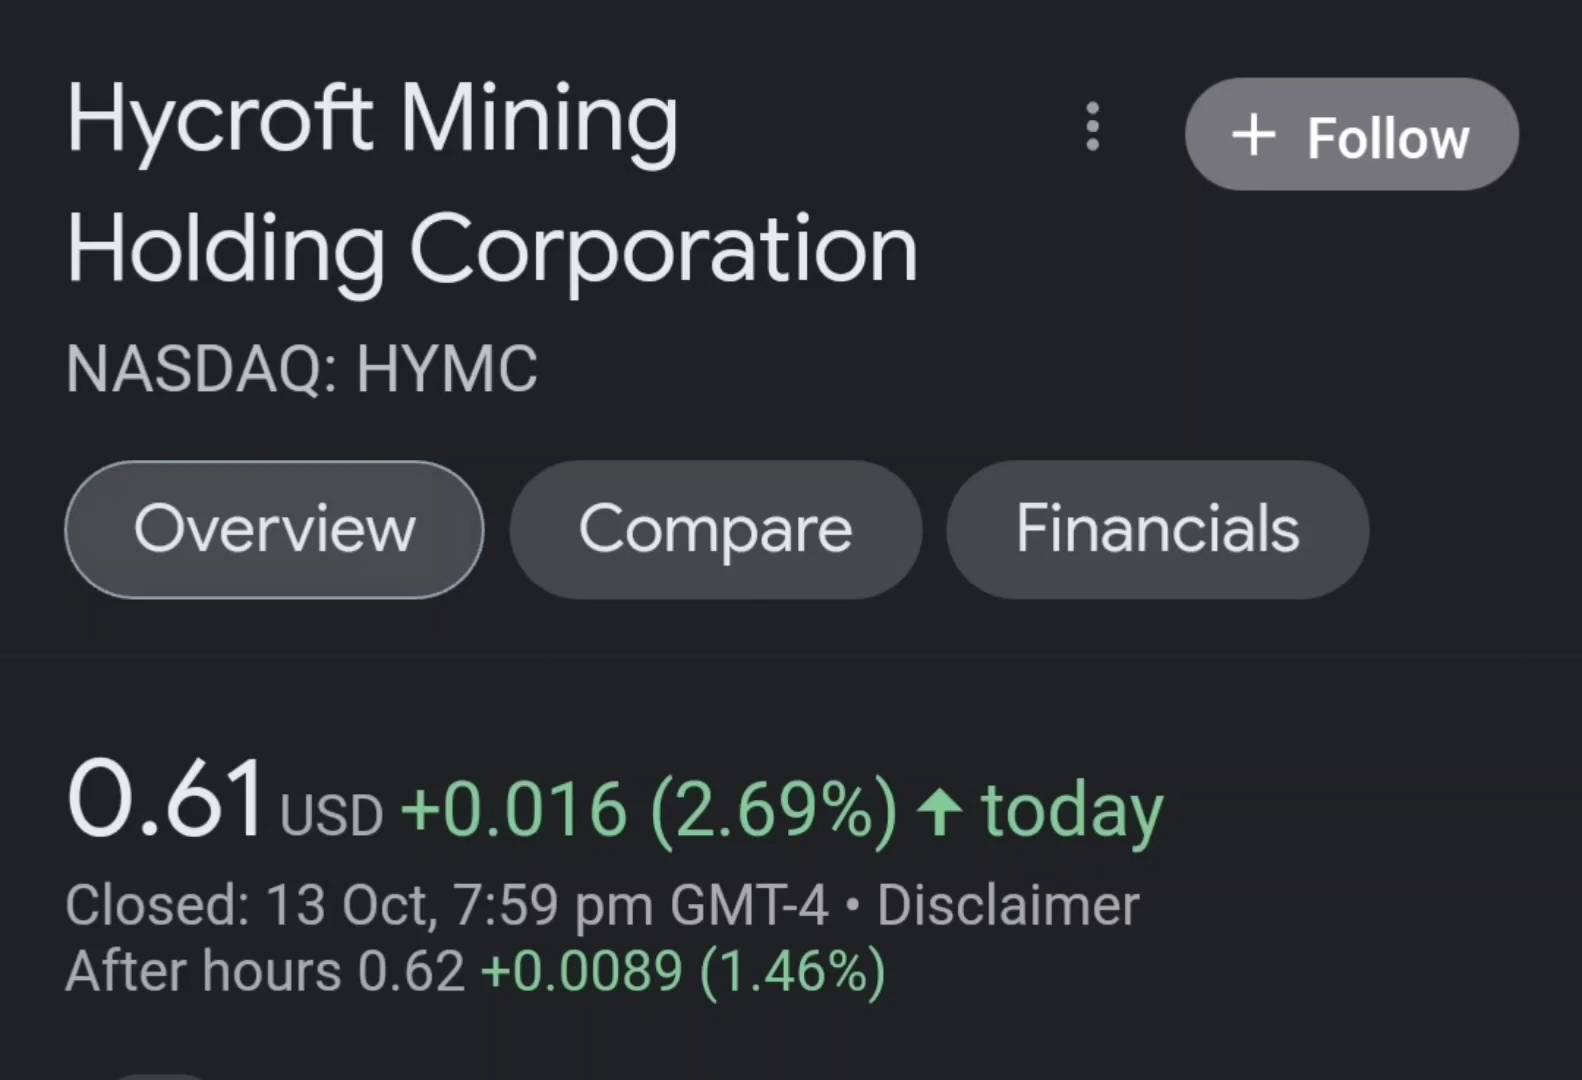 Hycroft Mining
Holding Corporation
+ Follow
NASDAQ: HYMC
Overview
Compare
Financials
0.61 USD +0.016 (2.69%) ↑ today
Closed: 13 Oct, 7:59 pm GMT-4 • Disclaimer
After hours 0.62 +0.0089 (1.46%)